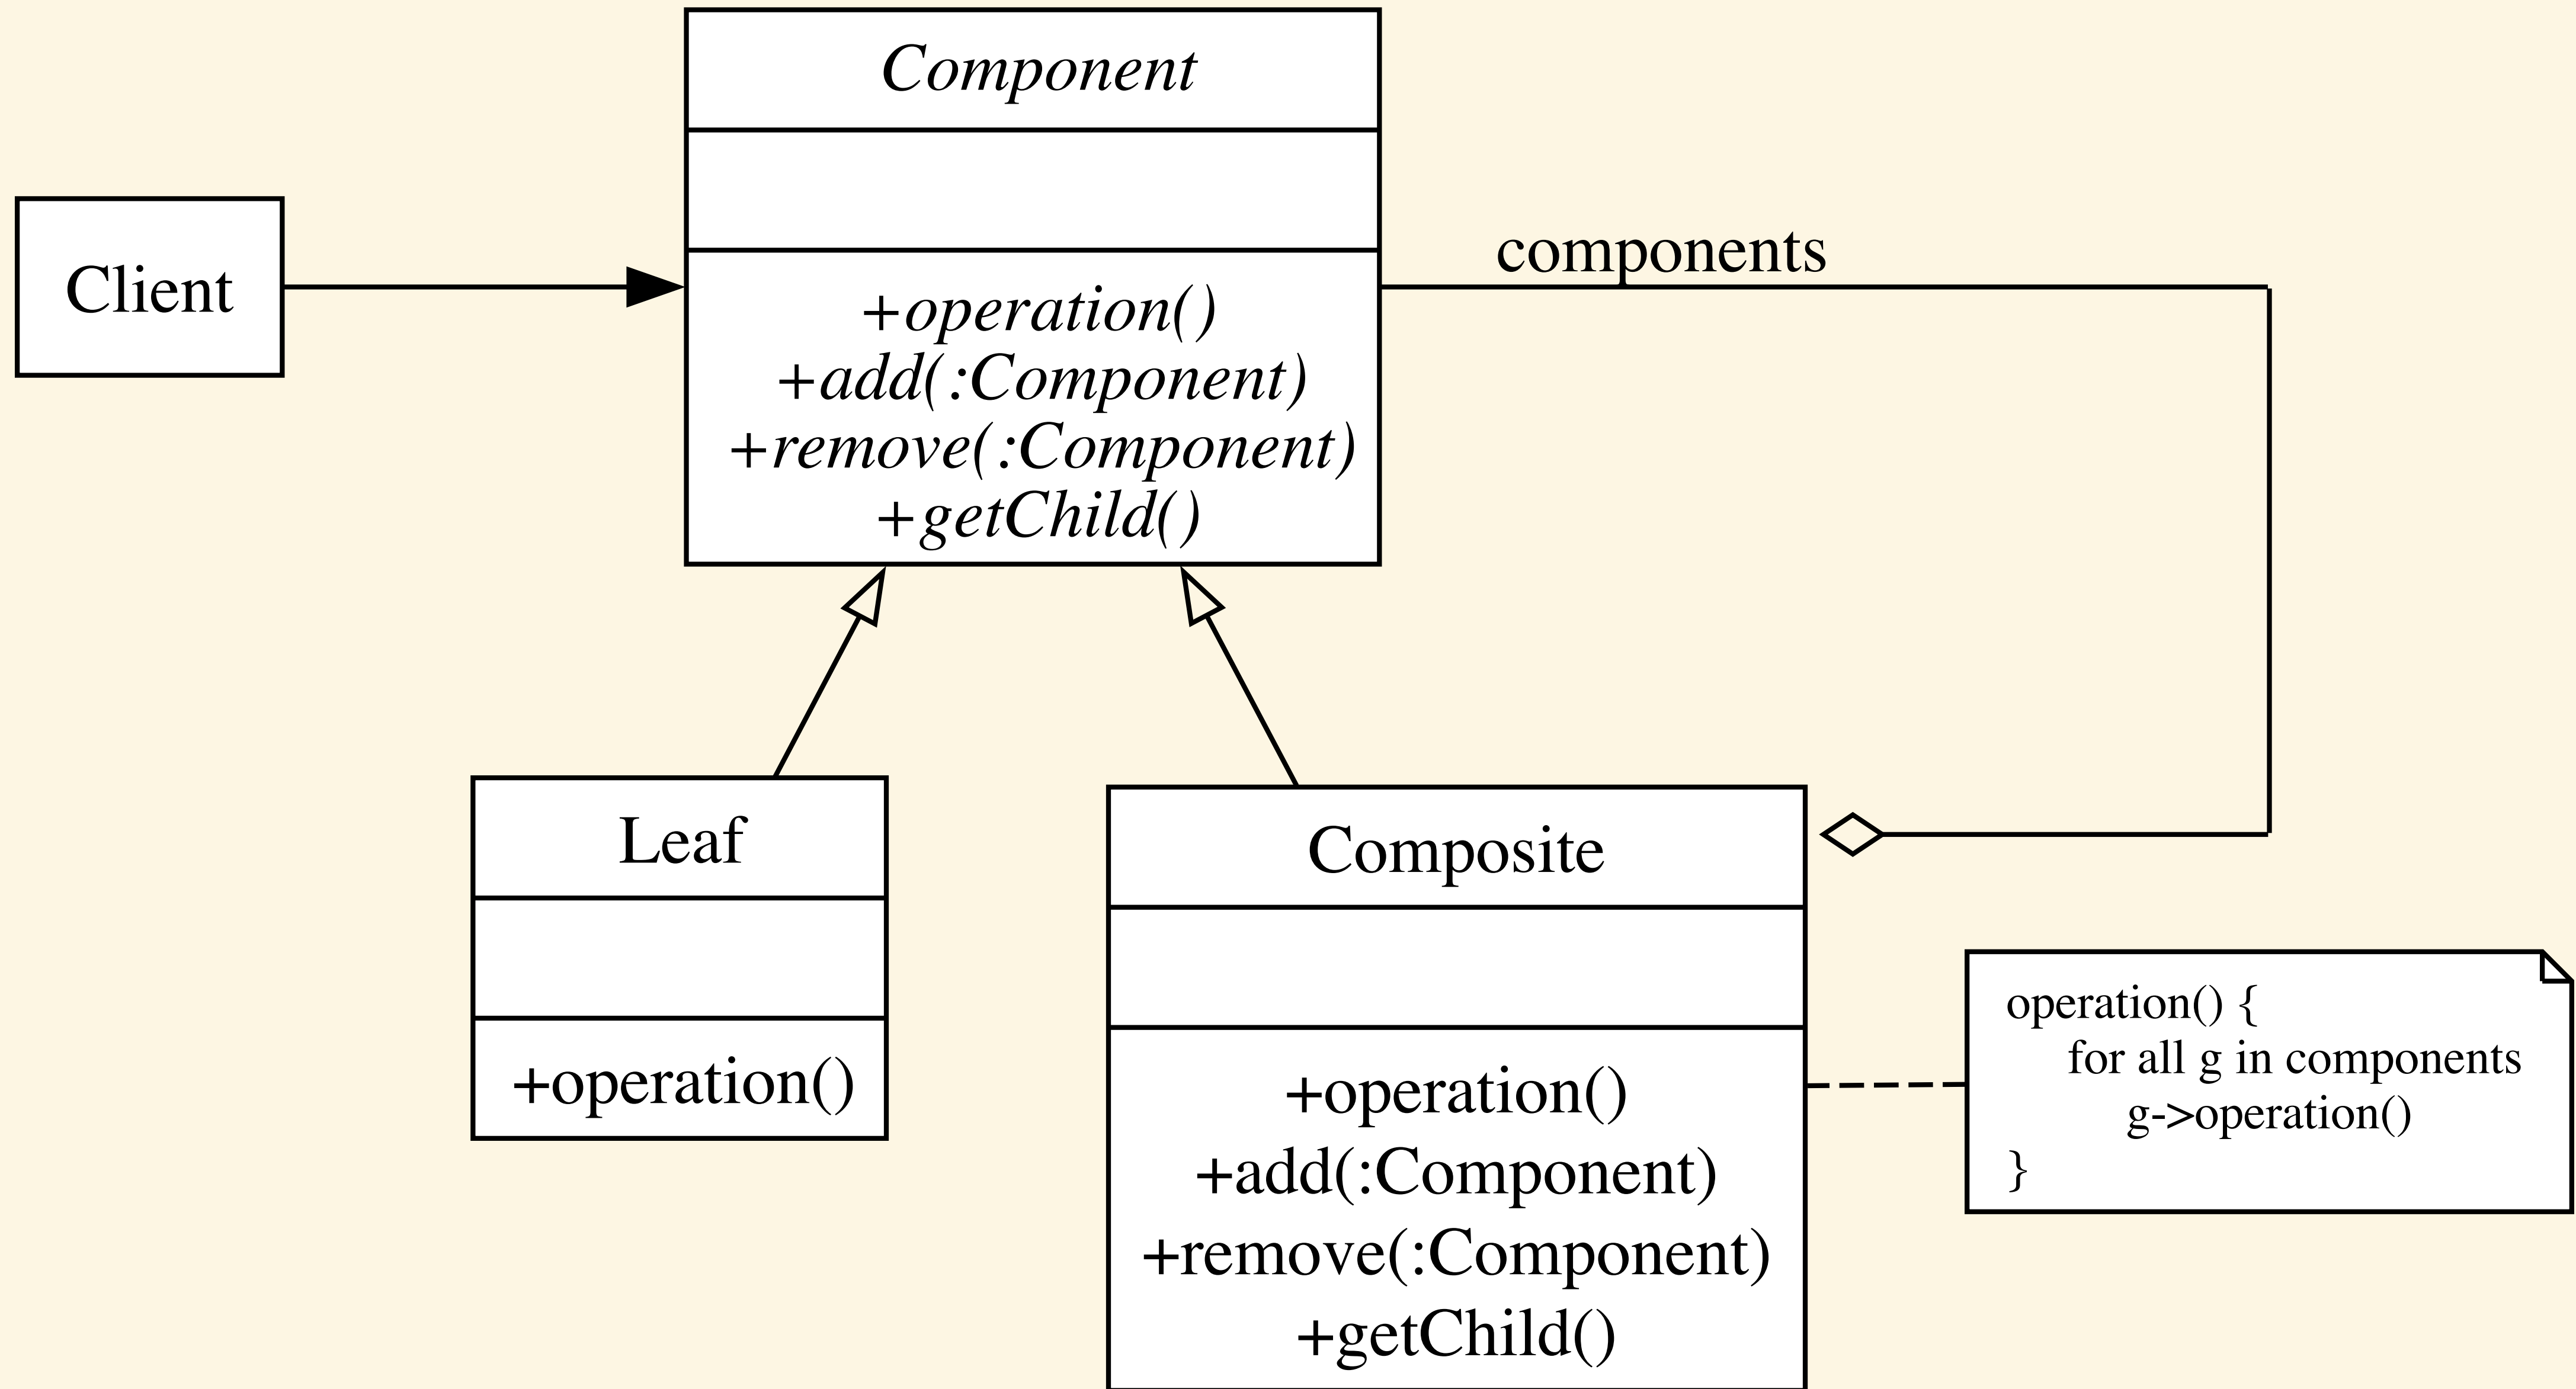 Component
+operation()
+add(:Component)
+remove(:Component)
+getChild()
Client
components
Leaf
+operation()
Composite
+operation()
+add(:Component)
+remove(:Component)
+getChild()
operation() {
for all g in components
g->operation()
}